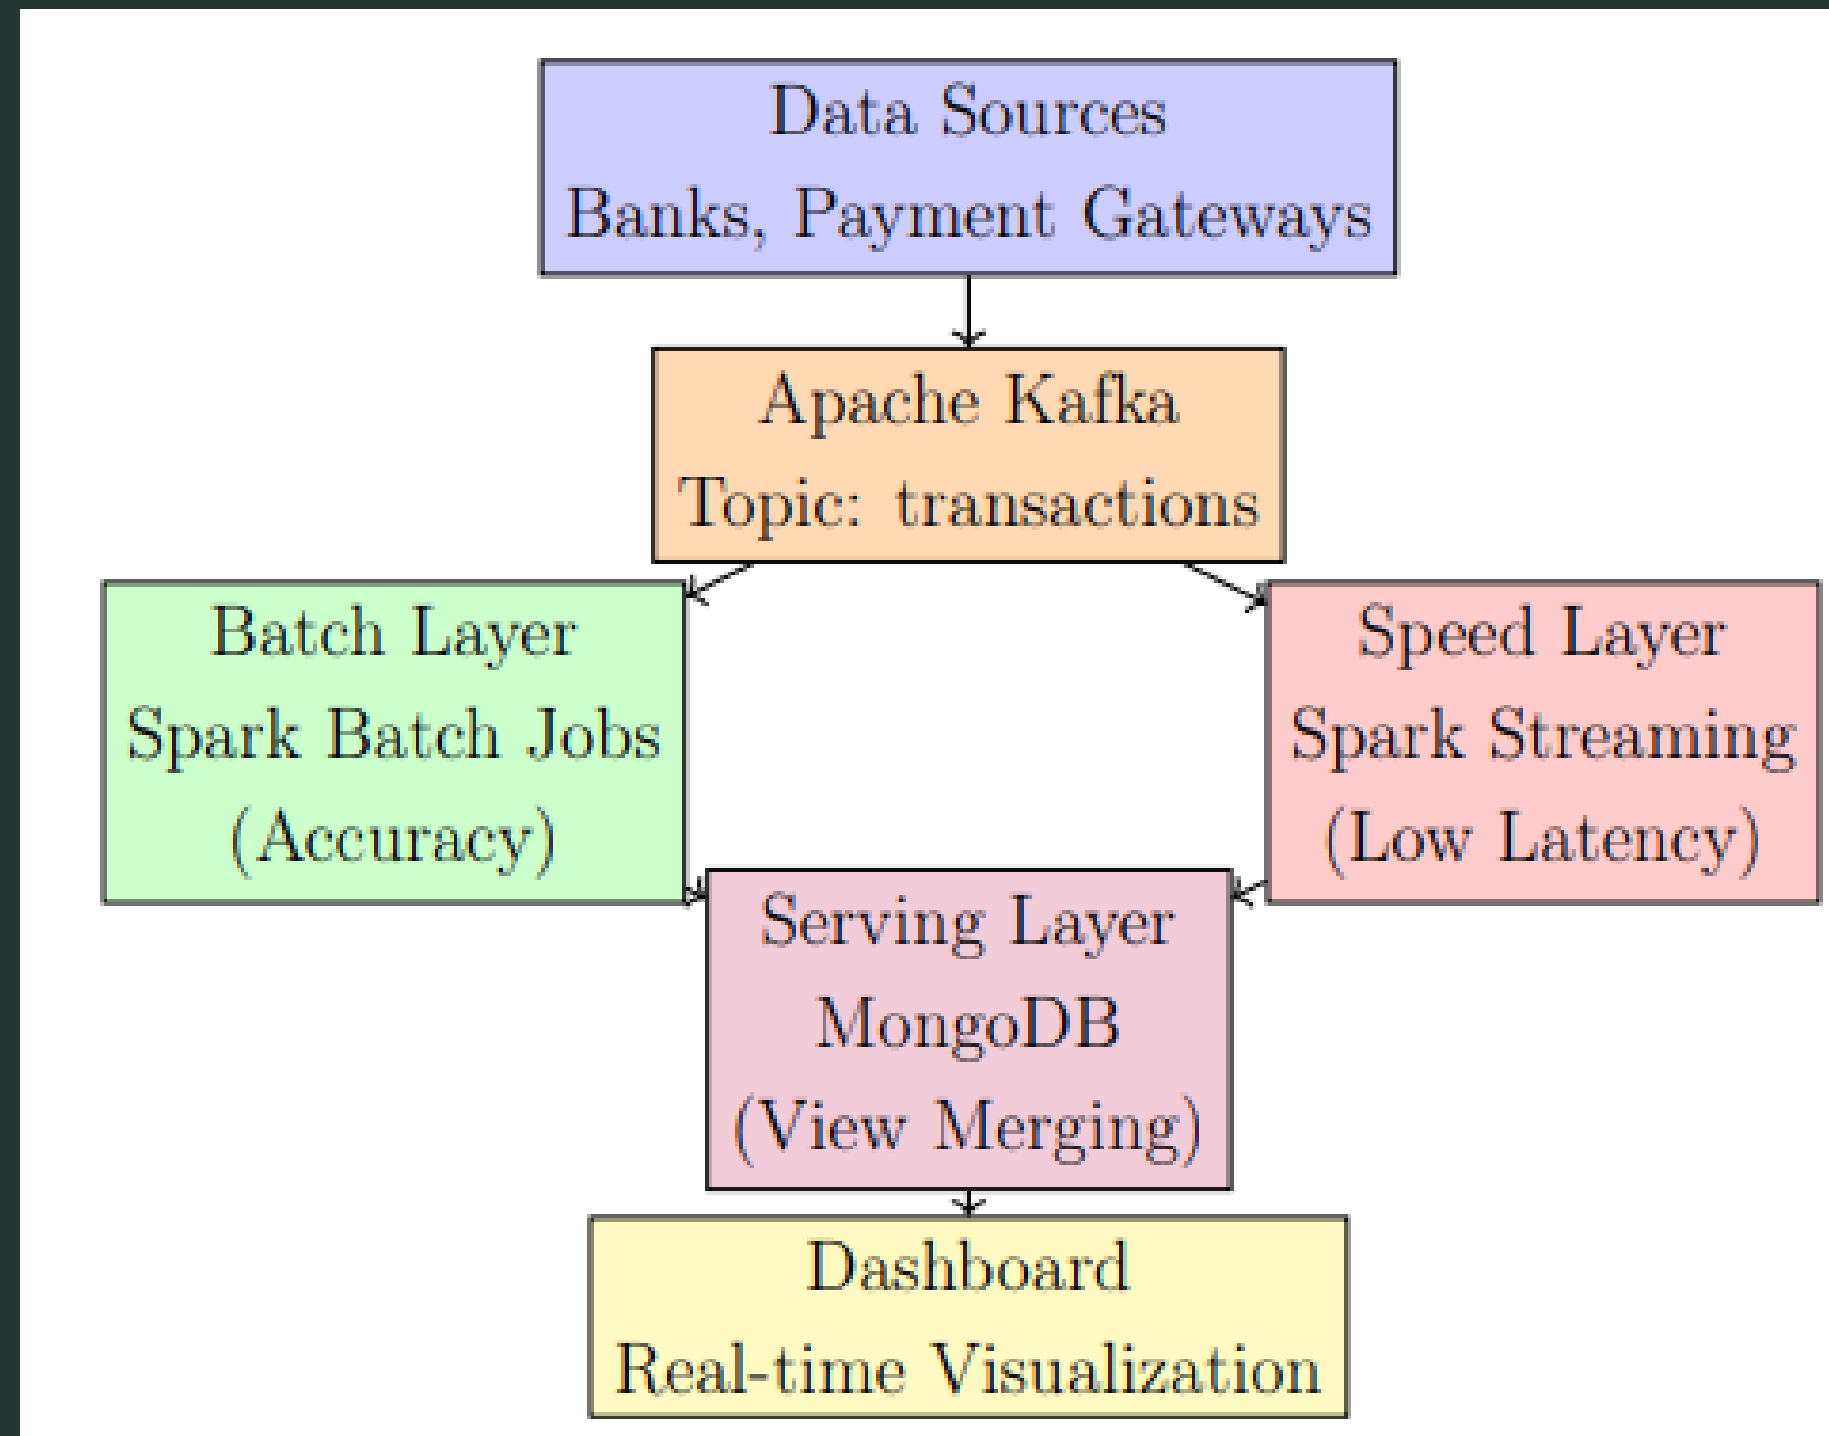 Data Sources
Banks, Payment Gateways
Apache Kafka
Topic: transactions
Batch Layer
Spark Batch Jobs
(Accuracy)
Speed Layer
Spark Streaming
(Low Latency)
Serving Layer
MongoDB
(View Merging)
Dashboard
Real-time Visualization